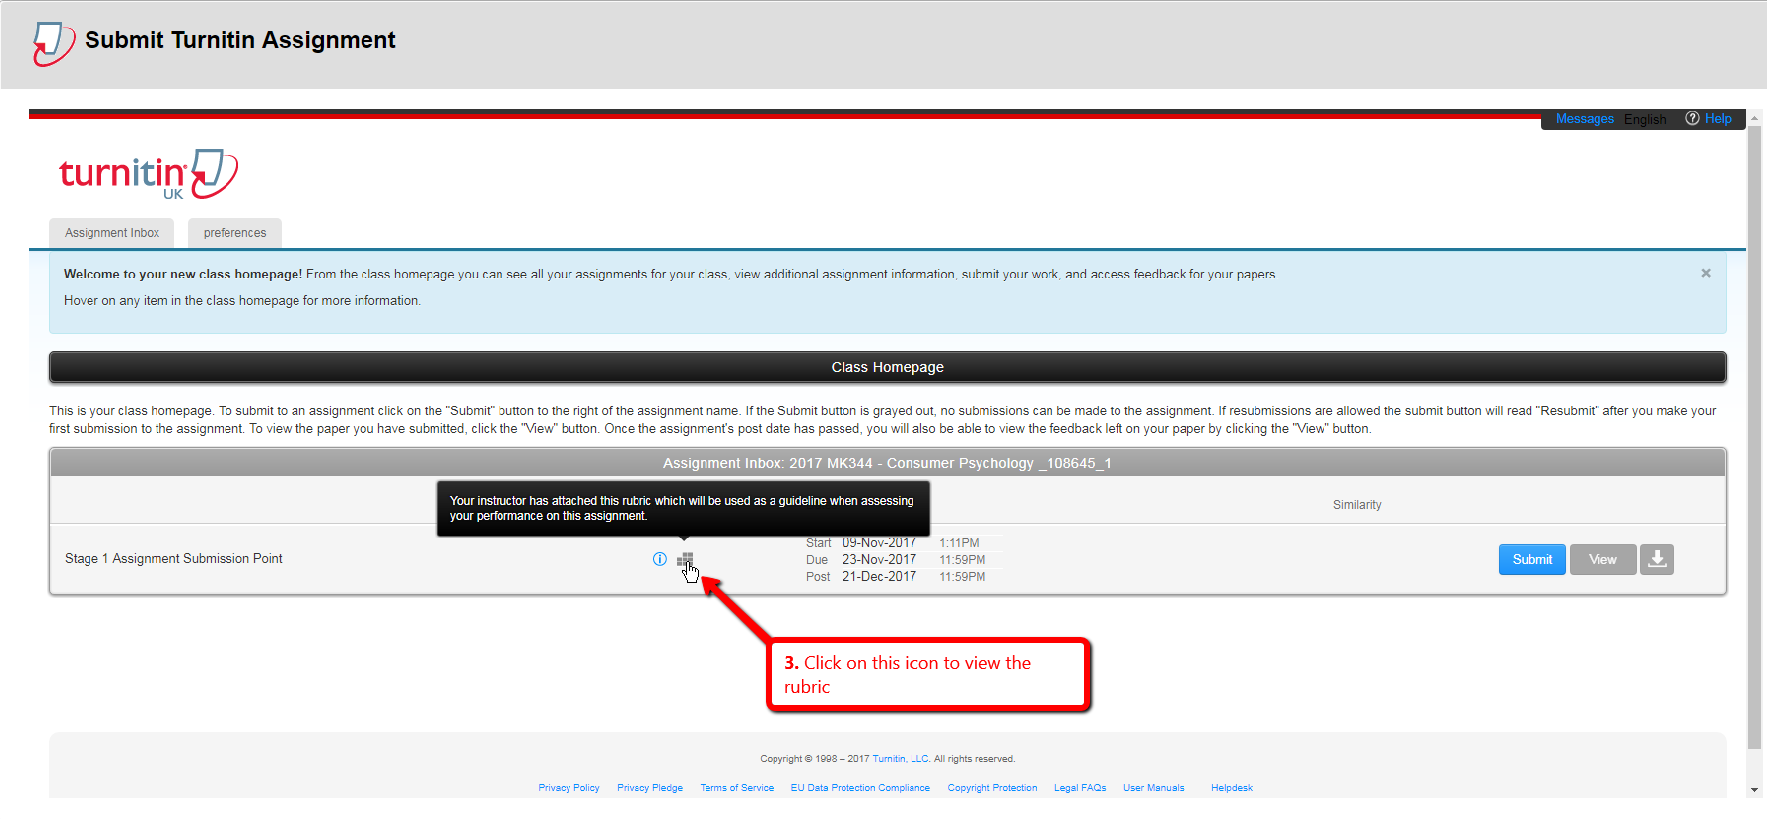 Submit Turnitin Assignment
Messages English ? Help
turnitin
UK
Assignment Inbox preferences
Welcome to your new class homepage! From the class homepage you can see all your assignments for your class, view additional assignment information, submit your work, and access feedback for your papers
Hover on any item in the class homepage for more information.
Class Homepage
This is your class homepage. To submit to an assignment click on the "Submit" button to the right of the assignment name. If the Submit button is grayed out, no submissions can be made to the assignment. If resubmissions are allowed the submit button will read "Resubmit" after you make your
first submission to the assignment. To view the paper you have submitted, click the "View" button. Once the assignment's post date has passed, you will also be able to view the feedback left on your paper by clicking the "View" button.
Assignment Inbox: 2017 MK344 - Consumer Psychology _108645_1
Your instructor has attached this rubric which will be used as a guideline when assessing
your performance on this assignment.
Similarity
Stage 1 Assignment Submission Point
Start 09-Nov-2017 1:11PM
Due 23-Nov-2017 11:59PM
Post 21-Dec-2017 11:59PM
Submit View
3. Click on this icon to view the
rubric
Copyright © 1998 – 2017 Turnitin, LLC. All rights reserved.
Privacy Policy Privacy Pledge Terms of Service EU Data Protection Compliance Copyright Protection Legal FAQs User Manuals Helpdesk